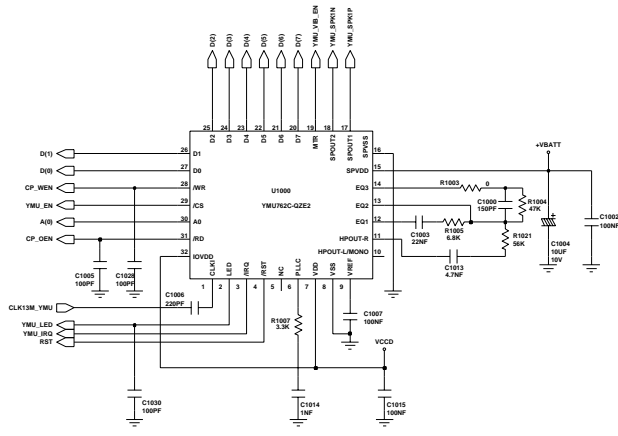 D(2)
D(3)
D(4)
D(5)
D(6)
D(7)
YMU_VIB_EN
YMU_SPK1N
YMU_SPK1P
25 24 23 22 21 20 19 18 17
D2
D3
D4
D5
D6
D7
MTR
SPOUT2
SPOUT1
SPVSS
16
+VBATT
D(1) 26 D1
D(0) 27 D0
SPVDD 15
CP_WEN 28 /WR
U1000
EQ3 14 R1003 0
C1000
150PF
R1004
47K
YMU_EN 29 /CS
YMU762C-QZE2
EQ2 13
A(0) 30 A0
EQ1 12
C1003
22NF
R1005
6.8K
C1002
100NF
CP_OEN 31 /RD
HPOUT-R 11
R1021
56K
C1004
10UF
10V
32 IOVDD
HPOUT-L/MONO 10
C1013
4.7NF
C1005
100PF
C1028
100PF
CLKI
LED
/IRQ
/RST
NC
PLLC
VDD
VSS
VREF
1 2 3 4 5 6 7 8 9
CLK13M_YMU
C1006
220PF
YMU_LED
YMU_IRQ
RST
R1007
3.3K
C1007
100NF
VCCD
C1030
100PF
C1014
1NF
C1015
100NF